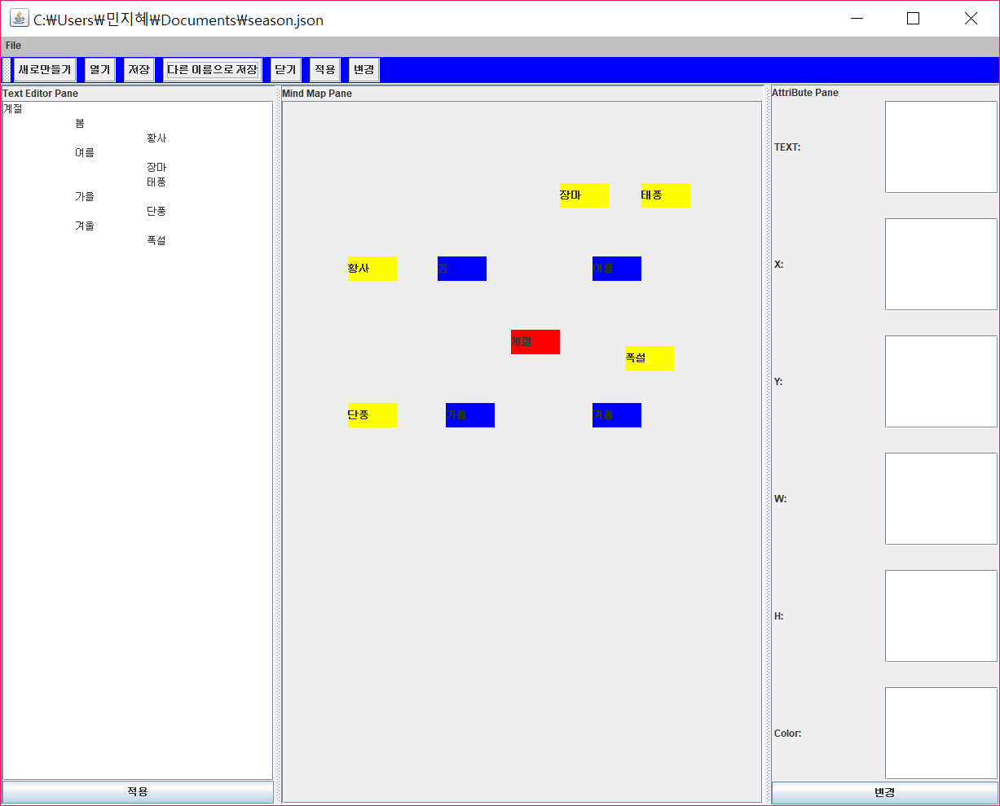 C:₩Users₩민지혜₩Documents₩season.json
File
새로만들기 열기 저장 다른 이름으로 저장 닫기 적용 변경
Text Editor Pane
계절
봄
황사
여름
장마
태풍
가을
단풍
겨울
폭설
적용
Mind Map Pane
장마 태풍
황사 봄 여름
계절
폭설
단풍 가을 겨울
AttriBute Pane
TEXT:
X:
Y:
W:
H:
Color:
변경